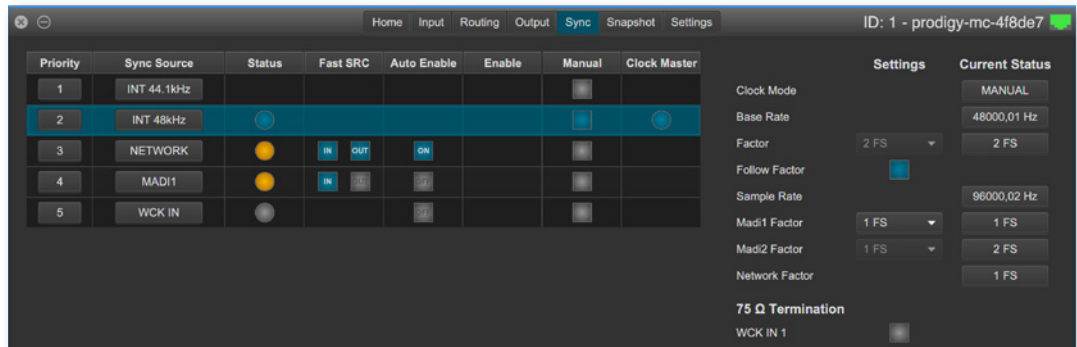 Home Input Routing Output Sync Snapshot Settings ID: 1 - prodigy-mc-4f8de7
Priority Sync Source Status Fast SRC Auto Enable Enable Manual Clock Master
1 INT 44.1kHz
2 INT 48kHz
3 NETWORK IN OUT ON
4 MADI1 IN OUT OFF
5 WCK IN OFF
Settings Current Status
Clock Mode MANUAL
Base Rate 48000,01 Hz
Factor 2 FS 2 FS
Follow Factor
Sample Rate 96000,02 Hz
Madi1 Factor 1 FS 1 FS
Madi2 Factor 1 FS 2 FS
Network Factor 1 FS
75 Ω Termination
WCK IN 1